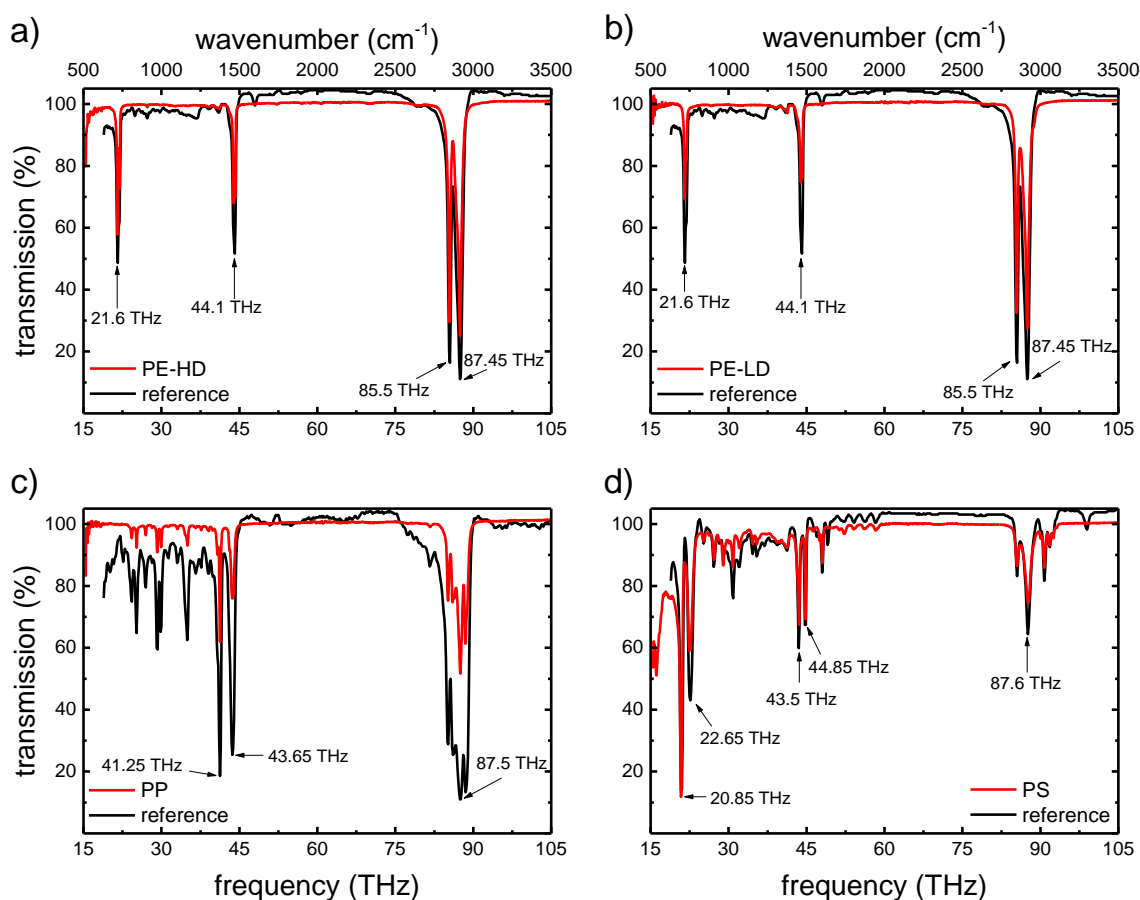 a)
wavenumber (cm-1)
500 1000 1500 2000 2500 3000 3500
100
80
60
40
20
transmission (%)
21.6 THz
44.1 THz
85.5 THz
87.45 THz
PE-HD
reference
15 30 45 60 75 90 105
b)
wavenumber (cm-1)
500 1000 1500 2000 2500 3000 3500
100
80
60
40
20
21.6 THz
44.1 THz
85.5 THz
87.45 THz
PE-LD
reference
15 30 45 60 75 90 105
c)
100
80
60
40
20
transmission (%)
41.25 THz
43.65 THz
87.5 THz
PP
reference
15 30 45 60 75 90 105
frequency (THz)
d)
100
80
60
40
20
44.85 THz
43.5 THz
87.6 THz
22.65 THz
20.85 THz
PS
reference
15 30 45 60 75 90 105
frequency (THz)